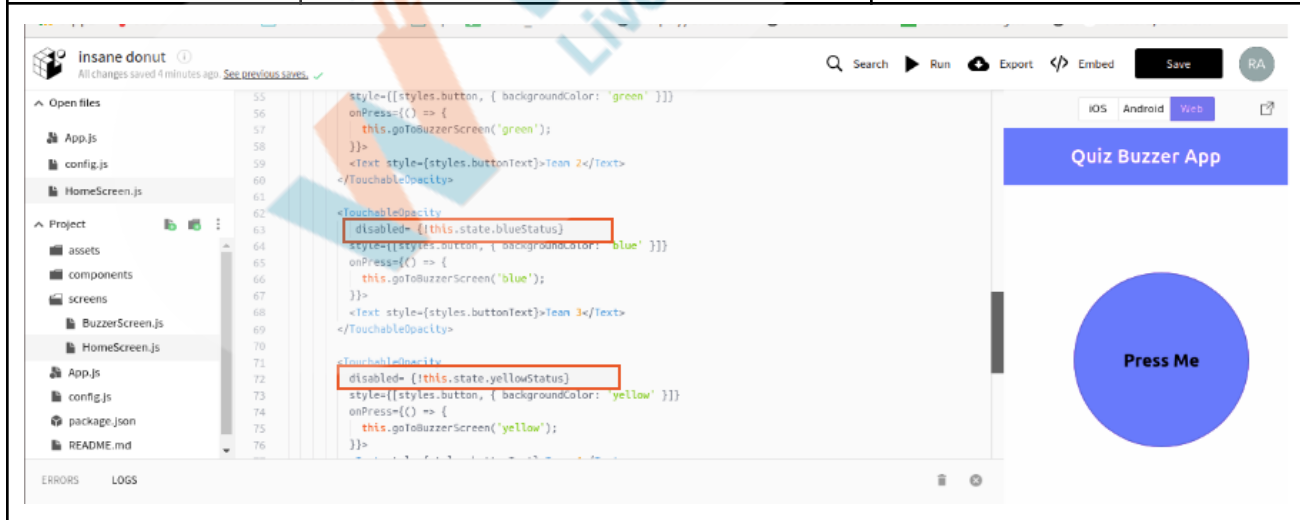 Live
insane donut
All changes saved 4 minutes ago. See previous saves.
Search Run Export </> Embed Save RA
Open files
App.js
config.js
HomeScreen.js
Project
assets
components
screens
BuzzerScreen.js
HomeScreen.js
App.js
config.js
package.json
README.md
55 style={[styles.button, { backgroundColor: 'green' }]}
56 onPress={() => {
57 this.goToBuzzerScreen('green');
58 }}>
59 <Text style={styles.buttonText}>Team 2</Text>
60 </TouchableOpacity>
61
62 <TouchableOpacity
63 disabled= {!this.state.blueStatus}
64 style={[styles.button, { backgroundColor: 'blue' }]}
65 onPress={() => {
66 this.goToBuzzerScreen('blue');
67 }}>
68 <Text style={styles.buttonText}>Team 3</Text>
69 </TouchableOpacity>
70
71 <TouchableOpacity
72 disabled= {!this.state.yellowStatus}
73 style={[styles.button, { backgroundColor: 'yellow' }]}
74 onPress={() => {
75 this.goToBuzzerScreen('yellow');
76 }}>
iOS Android Web
Quiz Buzzer App
Press Me
ERRORS LOGS